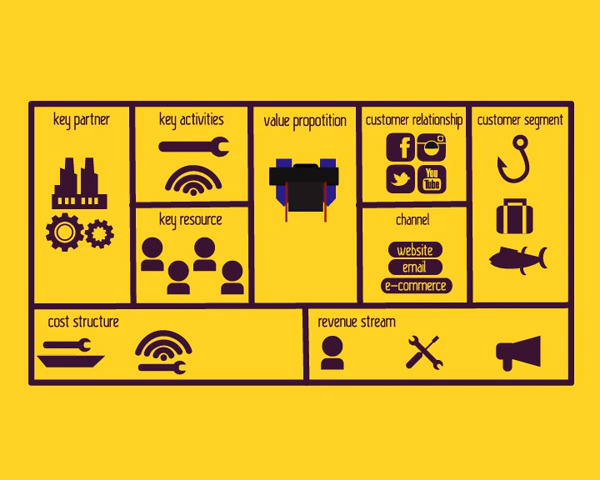 key partner
key activities
value propotition
customer relationship
customer segment
f
You
Tube
key resource
channel
website
email
e-commerce
cost structure
revenue stream